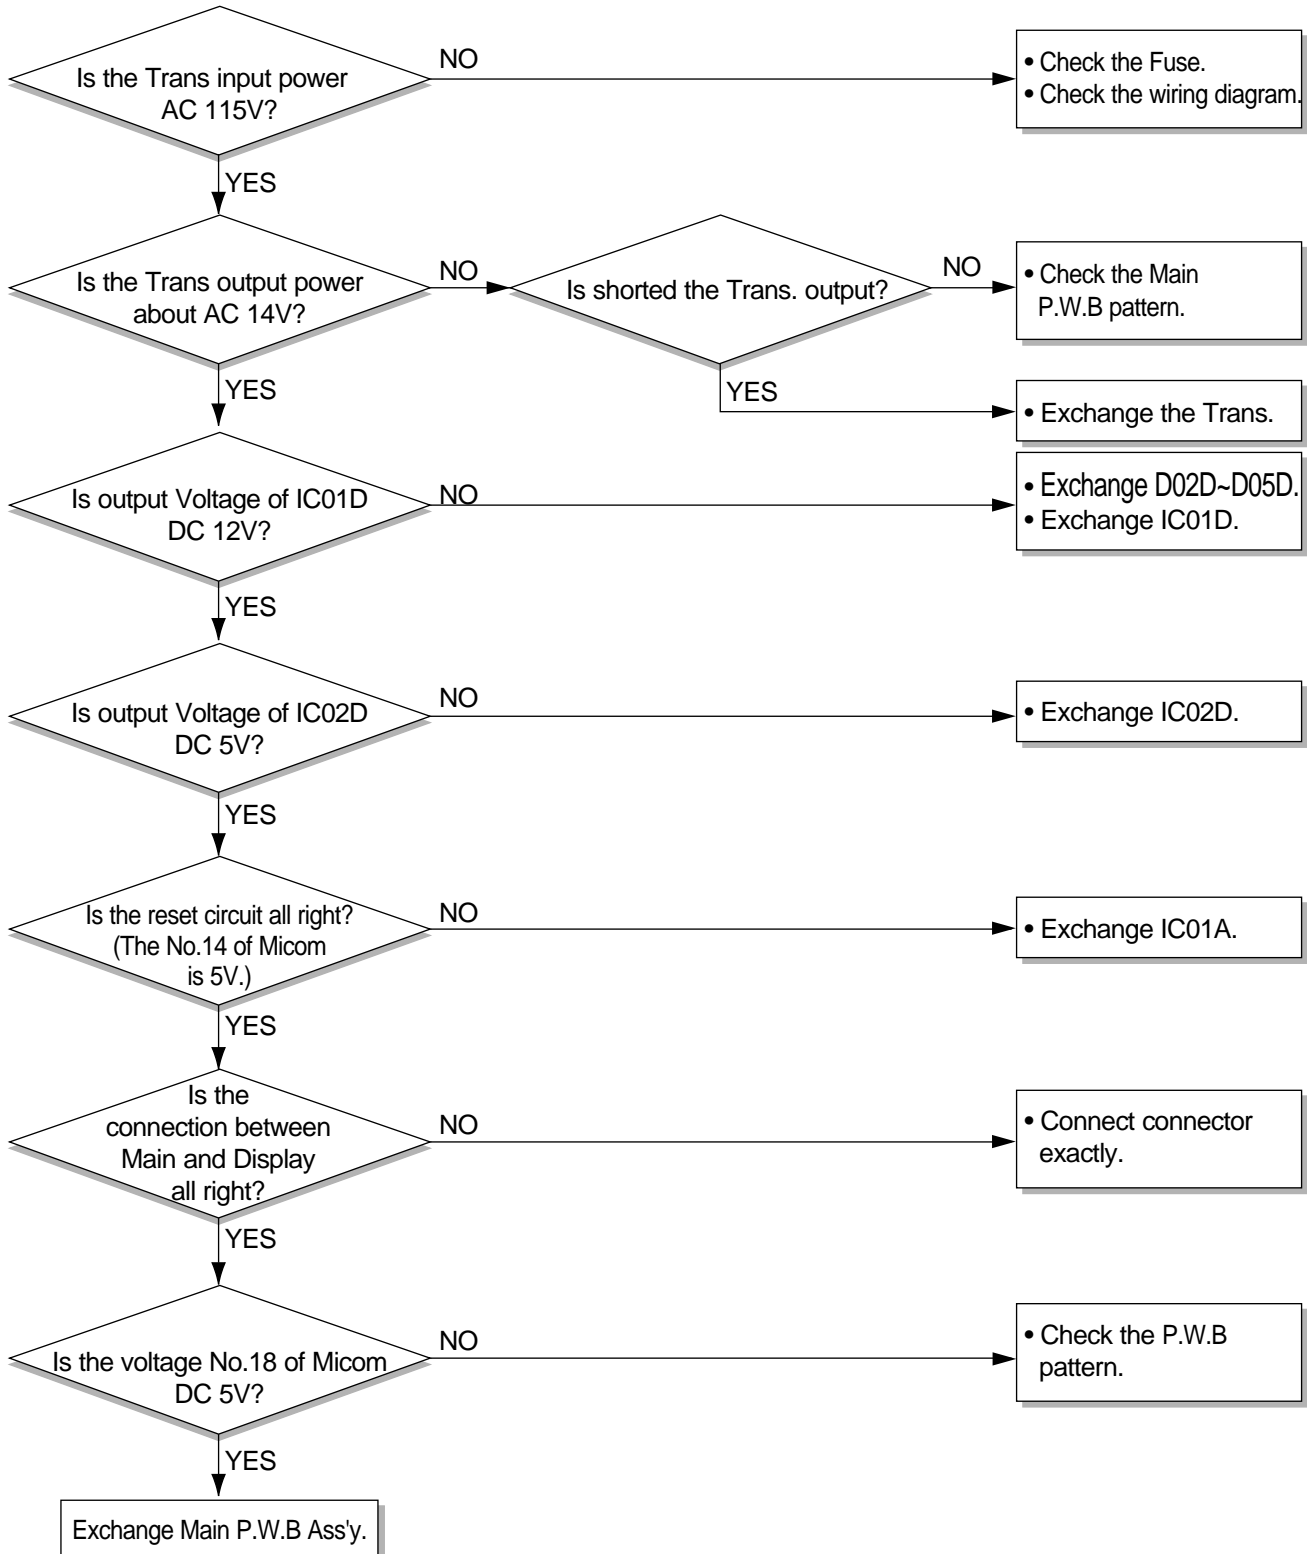 Is the Trans input power
AC 115V?
NO
• Check the Fuse.
• Check the wiring diagram.
YES
Is the Trans output power
about AC 14V?
NO
Is shorted the Trans. output?
NO
• Check the Main
P.W.B pattern.
YES
YES
• Exchange the Trans.
Is output Voltage of IC01D
DC 12V?
NO
• Exchange D02D~D05D.
• Exchange IC01D.
YES
Is output Voltage of IC02D
DC 5V?
NO
• Exchange IC02D.
YES
Is the reset circuit all right?
(The No.14 of Micom
is 5V.)
NO
• Exchange IC01A.
YES
Is the
connection between
Main and Display
all right?
NO
• Connect connector
exactly.
YES
Is the voltage No.18 of Micom
DC 5V?
NO
• Check the P.W.B
pattern.
YES
Exchange Main P.W.B Ass'y.